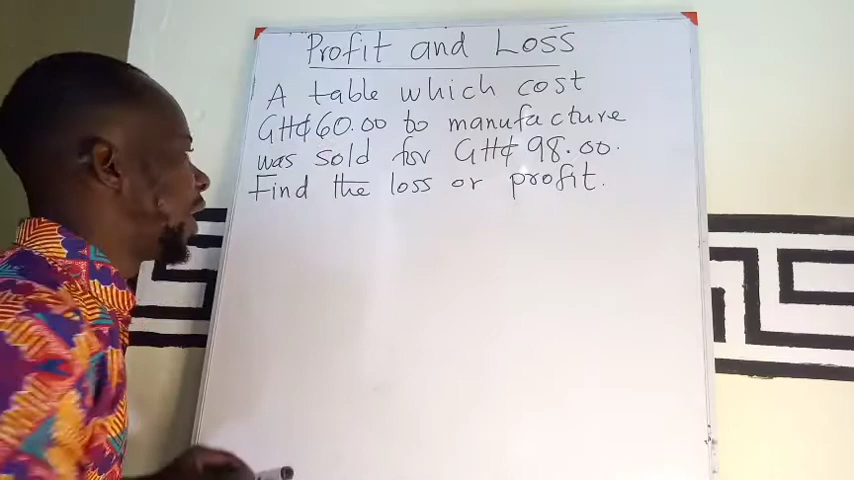 Profit and Loss
A table which cost
GH₵60.00 to manufacture
was sold for GH₵98.00.
Find the loss or profit.